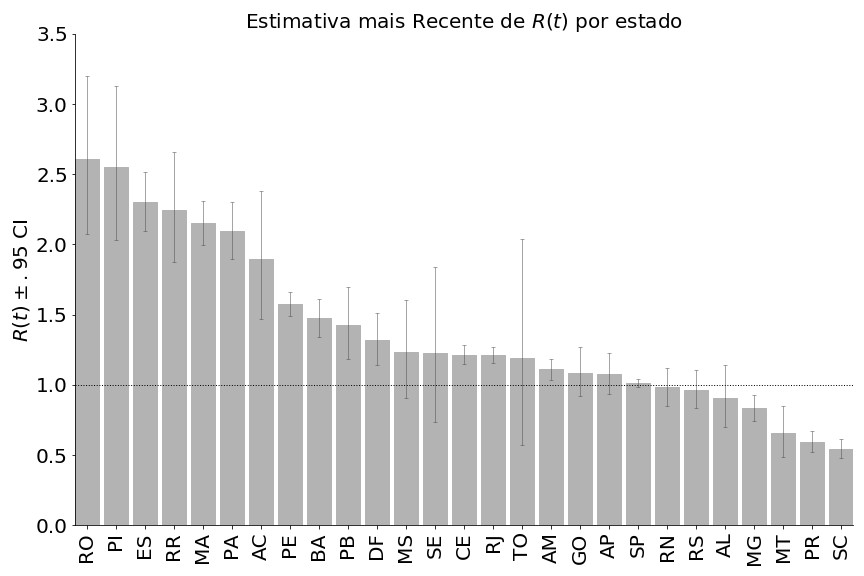 Estimativa mais Recente de R(t) por estado
R(t) ± .95 CI
3.5
3.0
2.5
2.0
1.5
1.0
0.5
0.0
RO PI ES RR MA PA AC PE BA PB DF MS SE CE RJ TO AM GO AP SP RN RS AL MG MT PR SC